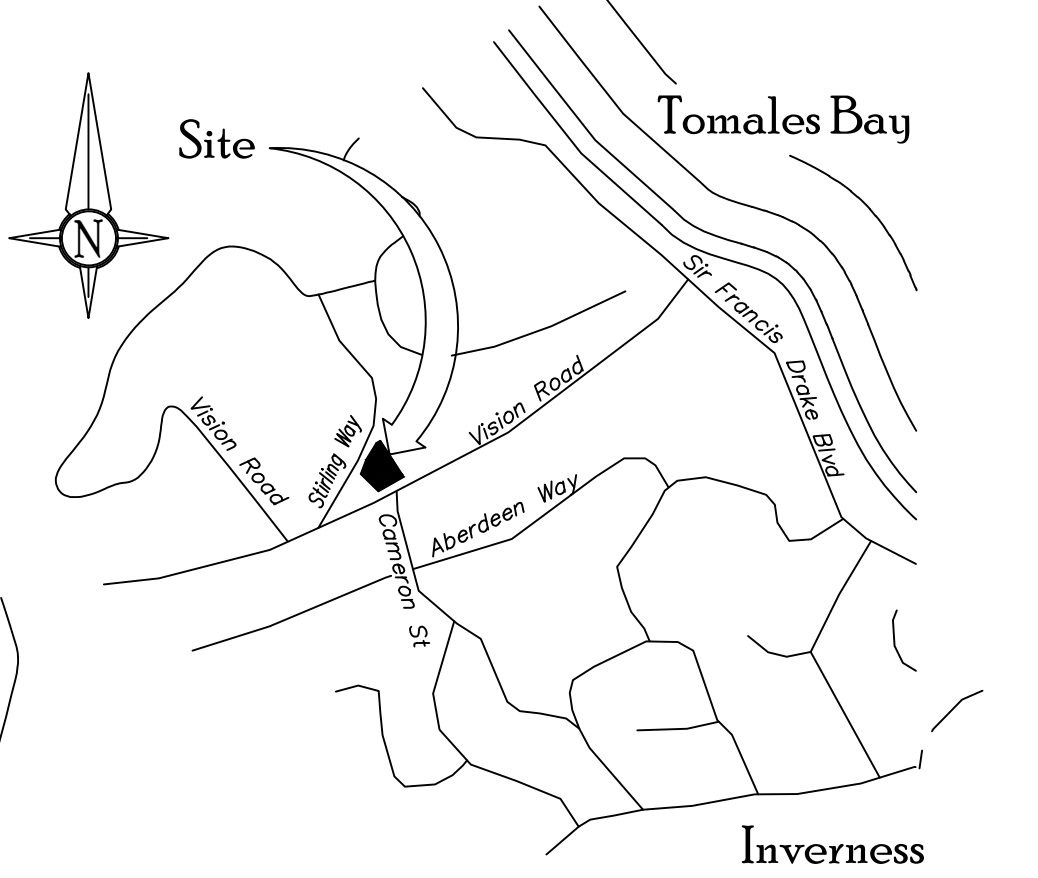 Tomales Bay
Site
N
Sir Francis Drake Blvd
Vision Road
Vision Road
Stirling Way
Aberdeen Way
Cameron St
Inverness